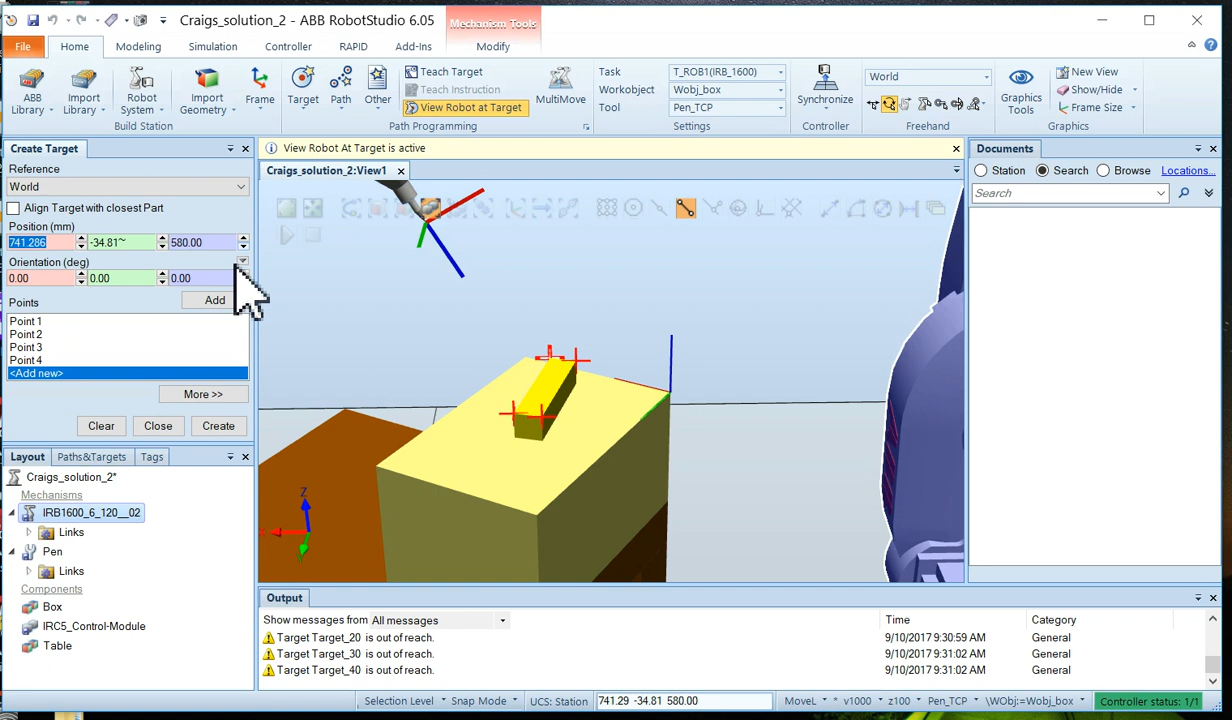 Craigs_solution_2 - ABB RobotStudio 6.05
Mechanism Tools
File
Home
Modeling
Simulation
Controller
RAPID
Add-Ins
Modify
ABB Library
Import Library
Robot System
Build Station
Import Geometry
Frame
Target
Path
Other
Teach Target
Teach Instruction
View Robot at Target
Path Programming
MultiMove
Task
T_ROB1(IRB_1600)
Workobject
Wobj_box
Tool
Pen_TCP
Settings
Synchronize
Controller
World
Freehand
Graphics Tools
New View
Show/Hide
Frame Size
Graphics
Create Target
View Robot At Target is active
Documents
Reference
World
Align Target with closest Part
Position (mm)
741.286
-34.81~
580.00
Orientation (deg)
0.00
0.00
0.00
Add
Points
Point 1
Point 2
Point 3
Point 4
<Add new>
More >>
Clear
Close
Create
Craigs_solution_2:View1
Z
Station
Search
Browse
Locations...
Search
Layout
Paths&Targets
Tags
Craigs_solution_2*
Mechanisms
IRB1600_6_120__02
Links
Pen
Links
Components
Box
IRC5_Control-Module
Table
Output
Show messages from
All messages
Time
Category
Target Target_20 is out of reach.
9/10/2017 9:30:59 AM
General
Target Target_30 is out of reach.
9/10/2017 9:31:02 AM
General
Target Target_40 is out of reach.
9/10/2017 9:31:02 AM
General
Selection Level
Snap Mode
UCS: Station
741.29 -34.81 580.00
MoveL * v1000 z100 Pen_TCP \WObj:=Wobj_box
Controller status: 1/1